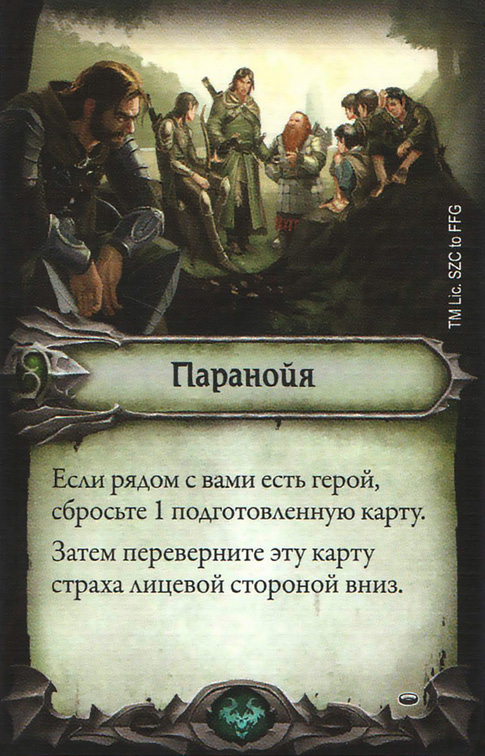 TM Lic. SZC to FFG
Паранойя
Если рядом с вами есть герой,
сбросьте 1 подготовленную карту.
Затем переверните эту карту
страха лицевой стороной вниз.